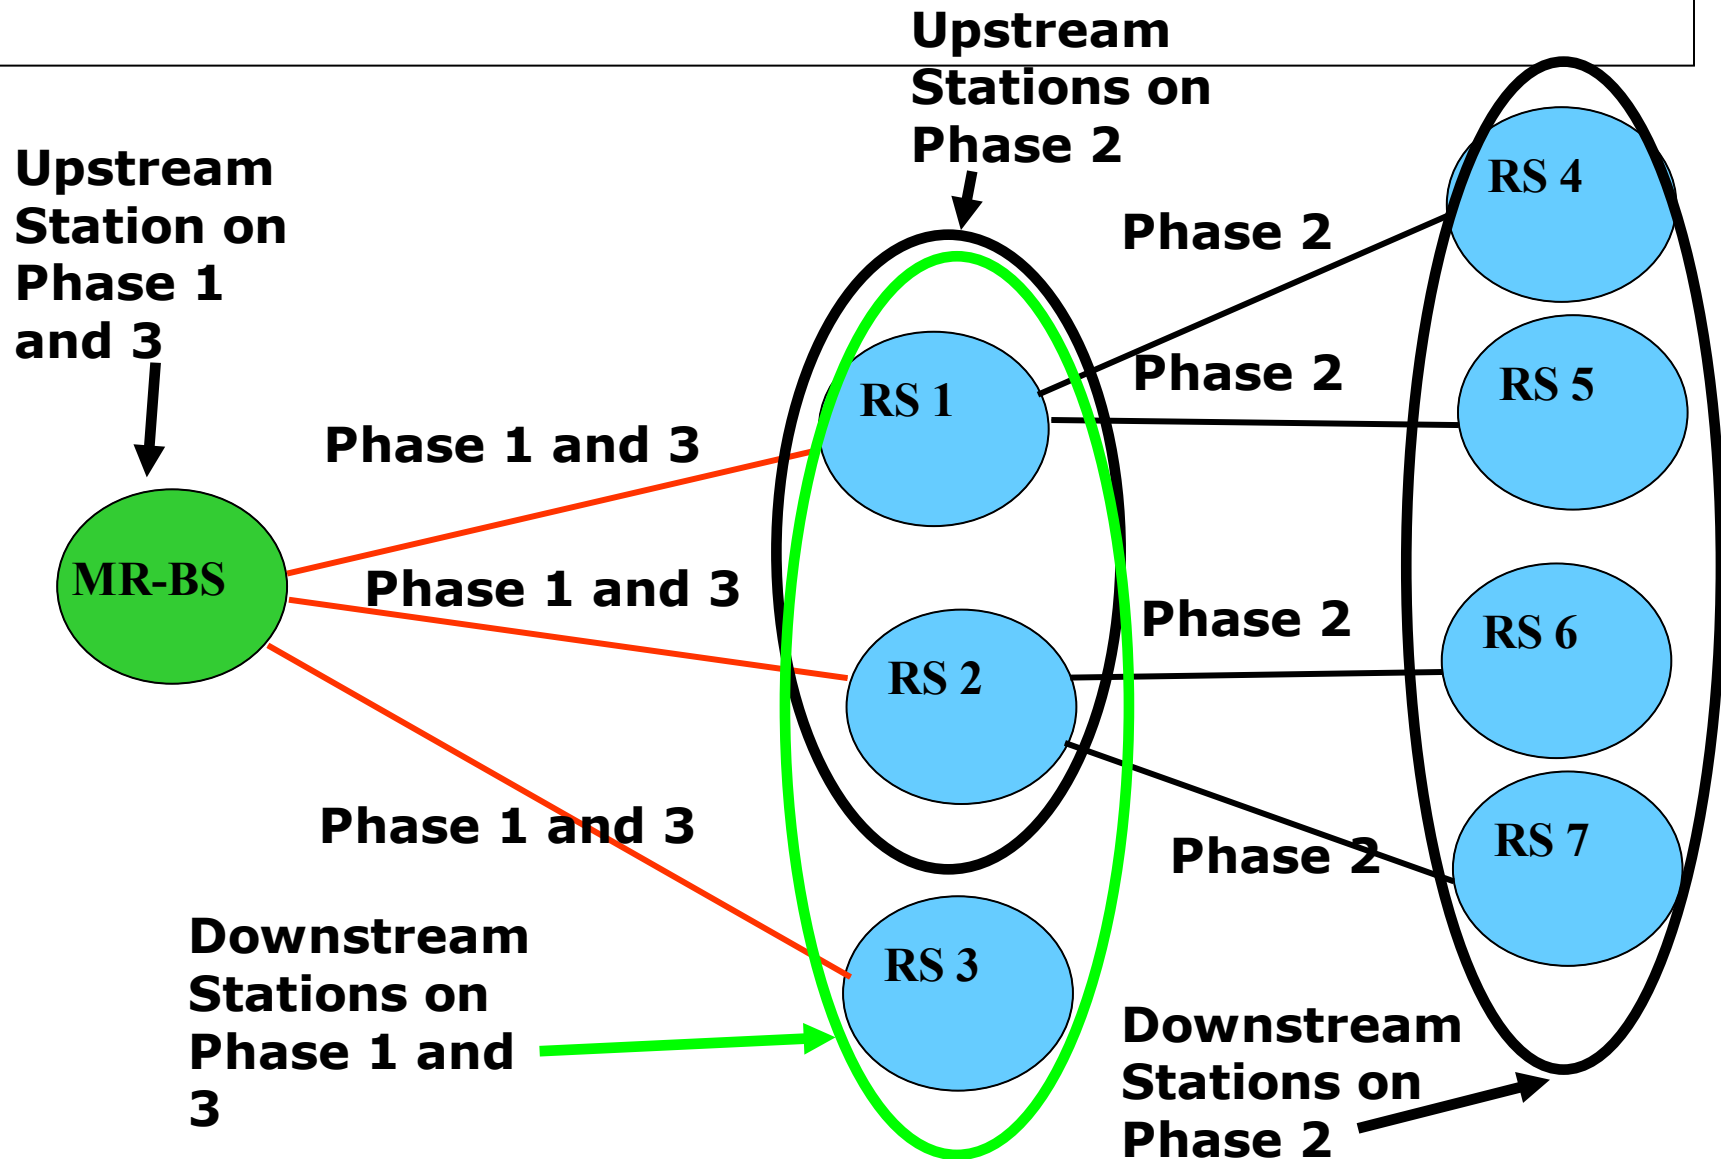 Upstream
Stations on
Phase 2
Upstream
Station on
Phase 1
and 3
RS 4
Phase 2
Phase 2
RS 5
RS 1
Phase 1 and 3
MR-BS
Phase 1 and 3
Phase 2
RS 6
RS 2
Phase 1 and 3
Phase 2
RS 7
RS 3
Downstream
Stations on
Phase 1 and
3
Downstream
Stations on
Phase 2